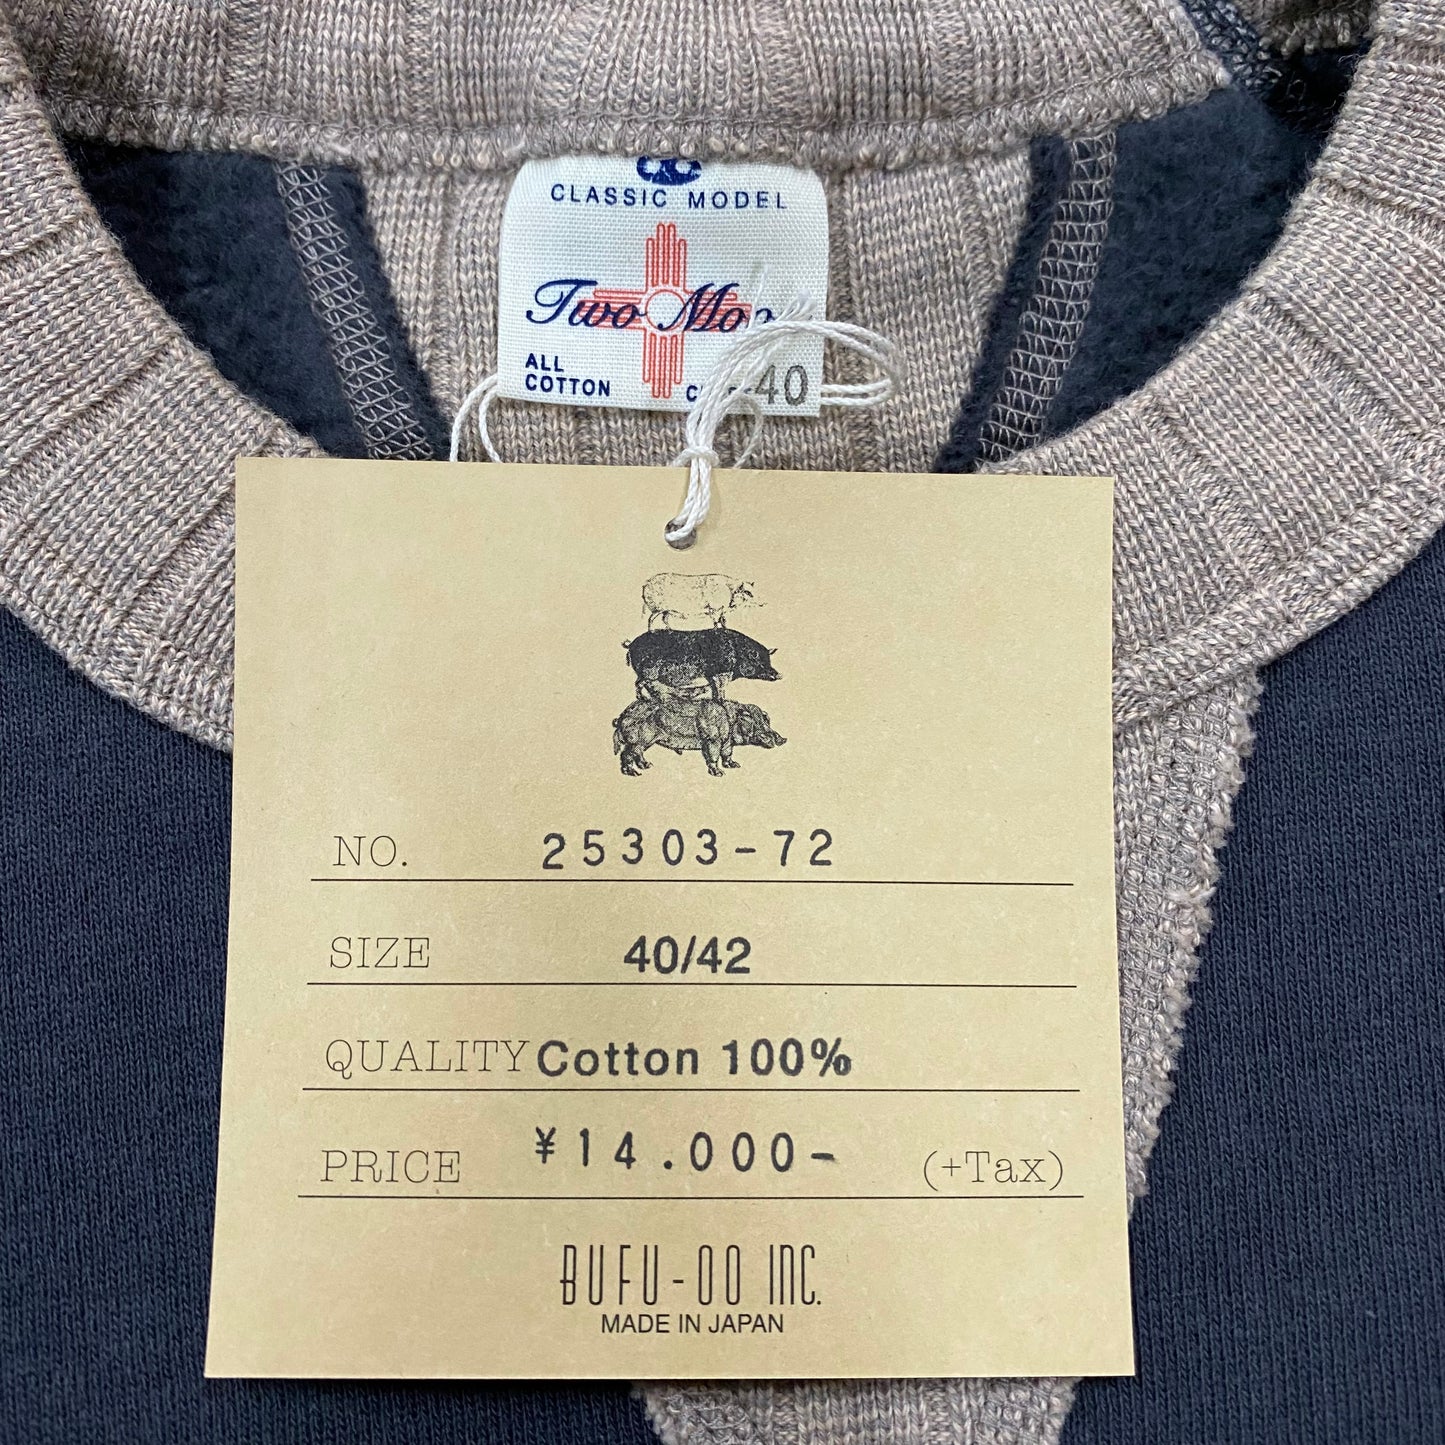 CLASSIC MODEL
Two
ALL
COTTON
40
NO. 25303-72
SIZE 40/42
QUALITY Cotton 100%
PRICE ¥14.000- (+Tax)
BUFU-OO INC.
MADE IN JAPAN